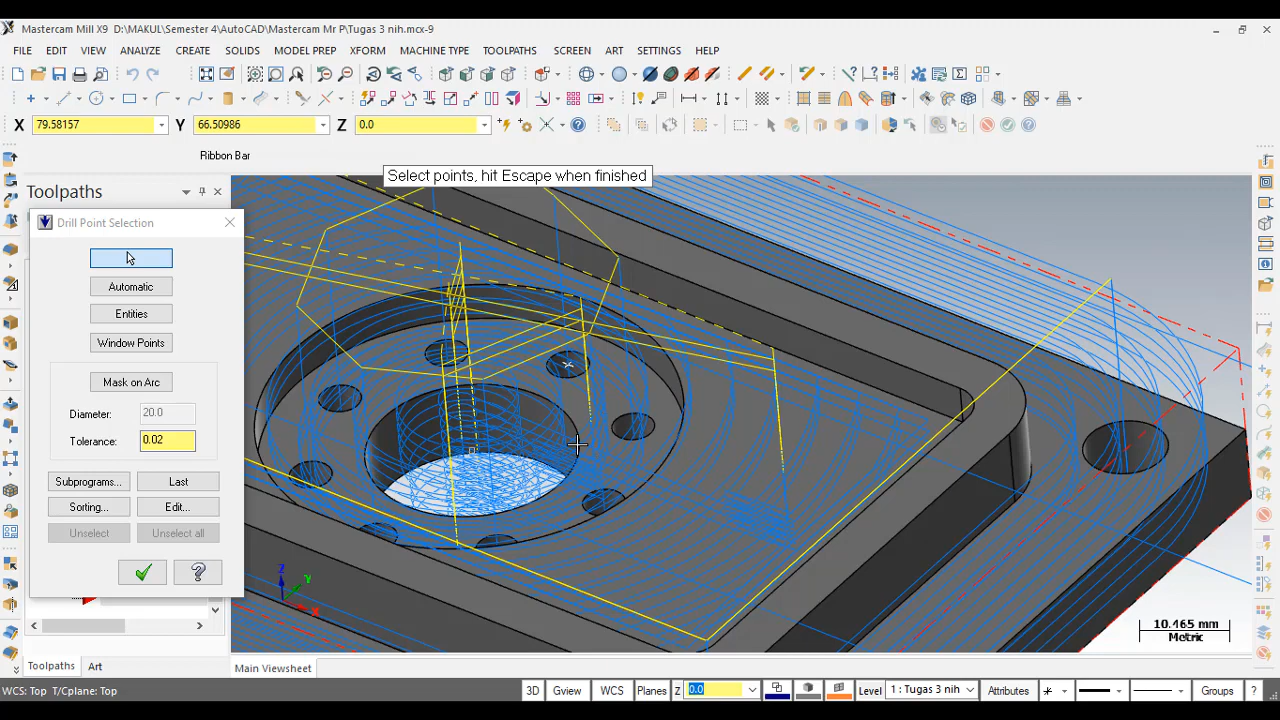 Mastercam Mill X9 D:\MAKUL\Semester 4\AutoCAD\Mastercam Mr P\Tugas 3 nih.mcx-9
FILE EDIT VIEW ANALYZE CREATE SOLIDS MODEL PREP XFORM MACHINE TYPE TOOLPATHS SCREEN ART SETTINGS HELP
X 79.58157 Y 66.50986 Z 0.0
Ribbon Bar
Select points, hit Escape when finished
Toolpaths
Drill Point Selection
Automatic
Entities
Window Points
Mask on Arc
Diameter: 20.0
Tolerance: 0.02
Subprograms... Last
Sorting... Edit...
Unselect Unselect all
Z
Y
X
10.465 mm
Metric
Toolpaths Art
Main Viewsheet
WCS: Top T/Cplane: Top
3D Gview WCS Planes Z 0.0 Level 1 : Tugas 3 nih Attributes Groups ?